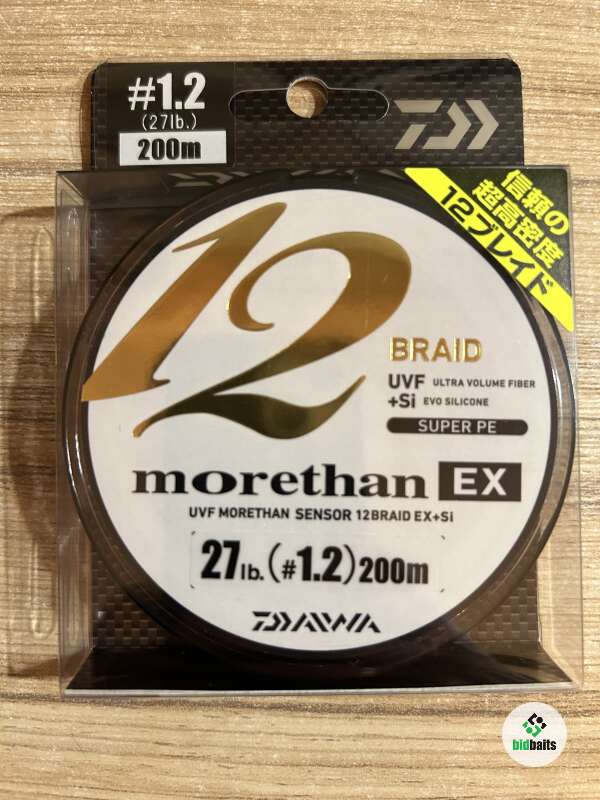 #1.2
(27lb.)
200m
信頼の
超高密度
12ブレイド
12
BRAID
UVF ULTRA VOLUME FIBER
+Si EVO SILICONE
SUPER PE
morethan EX
UVF MORETHAN SENSOR 12BRAID EX+Si
27lb.(#1.2)200m
DAIWA
bidbaits